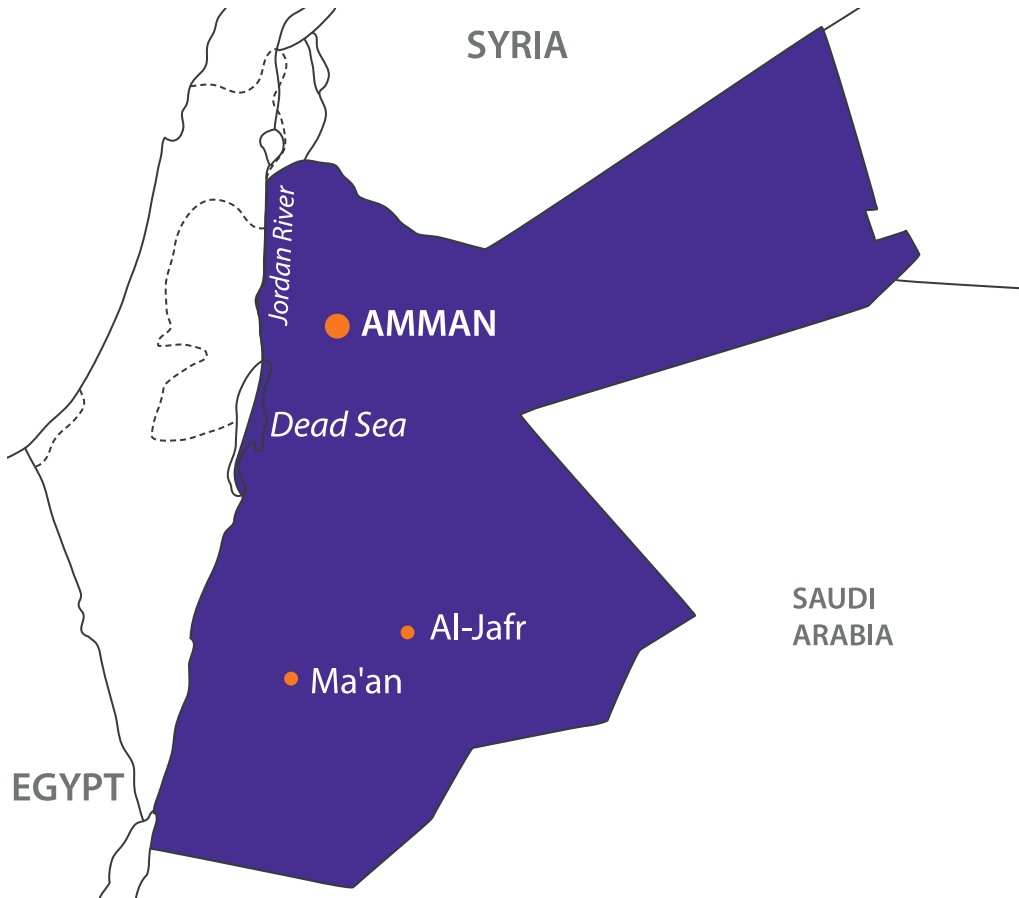 SYRIA
Jordan River
AMMAN
Dead Sea
SAUDI
ARABIA
Al-Jafr
Ma'an
EGYPT